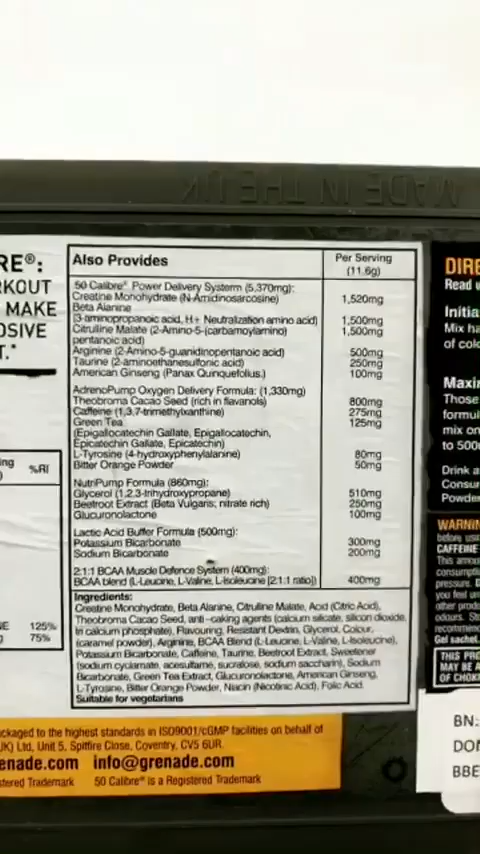 MADE IN THE UK
RE®:
RKOUT
MAKE
OSIVE
T.*
ng
%RI
125%
75%
Also Provides
Per Serving
(11.6g)
50 Calibre® Power Delivery System (5,370mg):
Creatine Monohydrate (N-Amidinosarcosine) 1,520mg
Beta Alanine
(3-aminopropanoic acid, H+ Neutralization amino acid) 1,500mg
Citrulline Malate (2-Amino-5-(carbamoylamino) 1,500mg
pentanoic acid)
Arginine (2-Amino-5-guanidinopentanoic acid) 500mg
Taurine (2-aminoethanesulfonic acid) 250mg
American Ginseng (Panax Quinquefolius.) 100mg
AdrenoPump Oxygen Delivery Formula: (1,330mg)
Theobroma Cacao Seed (rich in flavanols) 800mg
Caffeine (1,3,7-trimethylxanthine) 275mg
Green Tea 125mg
(Epigallocatechin Gallate, Epigallocatechin,
Epicatechin Gallate, Epicatechin)
L-Tyrosine (4-hydroxyphenylalanine) 80mg
Bitter Orange Powder 50mg
NutriPump Formula (860mg):
Glycerol (1,2,3-trihydroxypropane) 510mg
Beetroot Extract (Beta Vulgaris; nitrate rich) 250mg
Glucuronolactone 100mg
Lactic Acid Buffer Formula (500mg):
Potassium Bicarbonate 300mg
Sodium Bicarbonate 200mg
2:1:1 BCAA Muscle Defence System (400mg):
BCAA blend (L-Leucine, L-Valine, L-Isoleucine [2:1:1 ratio]) 400mg
Ingredients:
Creatine Monohydrate, Beta Alanine, Citrulline Malate, Acid (Citric Acid),
Theobroma Cacao Seed, anti-caking agents (calcium silicate, silicon dioxide,
tri calcium phosphate), Flavouring, Resistant Dextrin, Glycerol, Colour,
(caramel powder), Arginine, BCAA Blend (L-Leucine, L-Valine, L-Isoleucine),
Potassium Bicarbonate, Caffeine, Taurine, Beetroot Extract, Sweetener
(sodium cyclamate, acesulfame, sucralose, sodium saccharin), Sodium
Bicarbonate, Green Tea Extract, Glucuronolactone, American Ginseng,
L-Tyrosine, Bitter Orange Powder, Niacin (Nicotinic Acid), Folic Acid.
Suitable for vegetarians
ckaged to the highest standards in ISO9001/cGMP facilities on behalf of
UK) Ltd, Unit 5, Spitfire Close, Coventry, CV5 6UR.
enade.com info@grenade.com
stered Trademark 50 Calibre® is a Registered Trademark
DIRE
Read w
Initia
Mix ha
of cold
Maxi
Those
formul
mix on
to 500
Drink a
Consu
Powde
WARNIN
before us
CAFFEINE
This amou
consumpti
pressure. D
you feel un
other produ
odours. Sto
recommen
Gel sachet.
THIS PRO
MAY BE A
OF CHOK
BN:
DOM
BBE